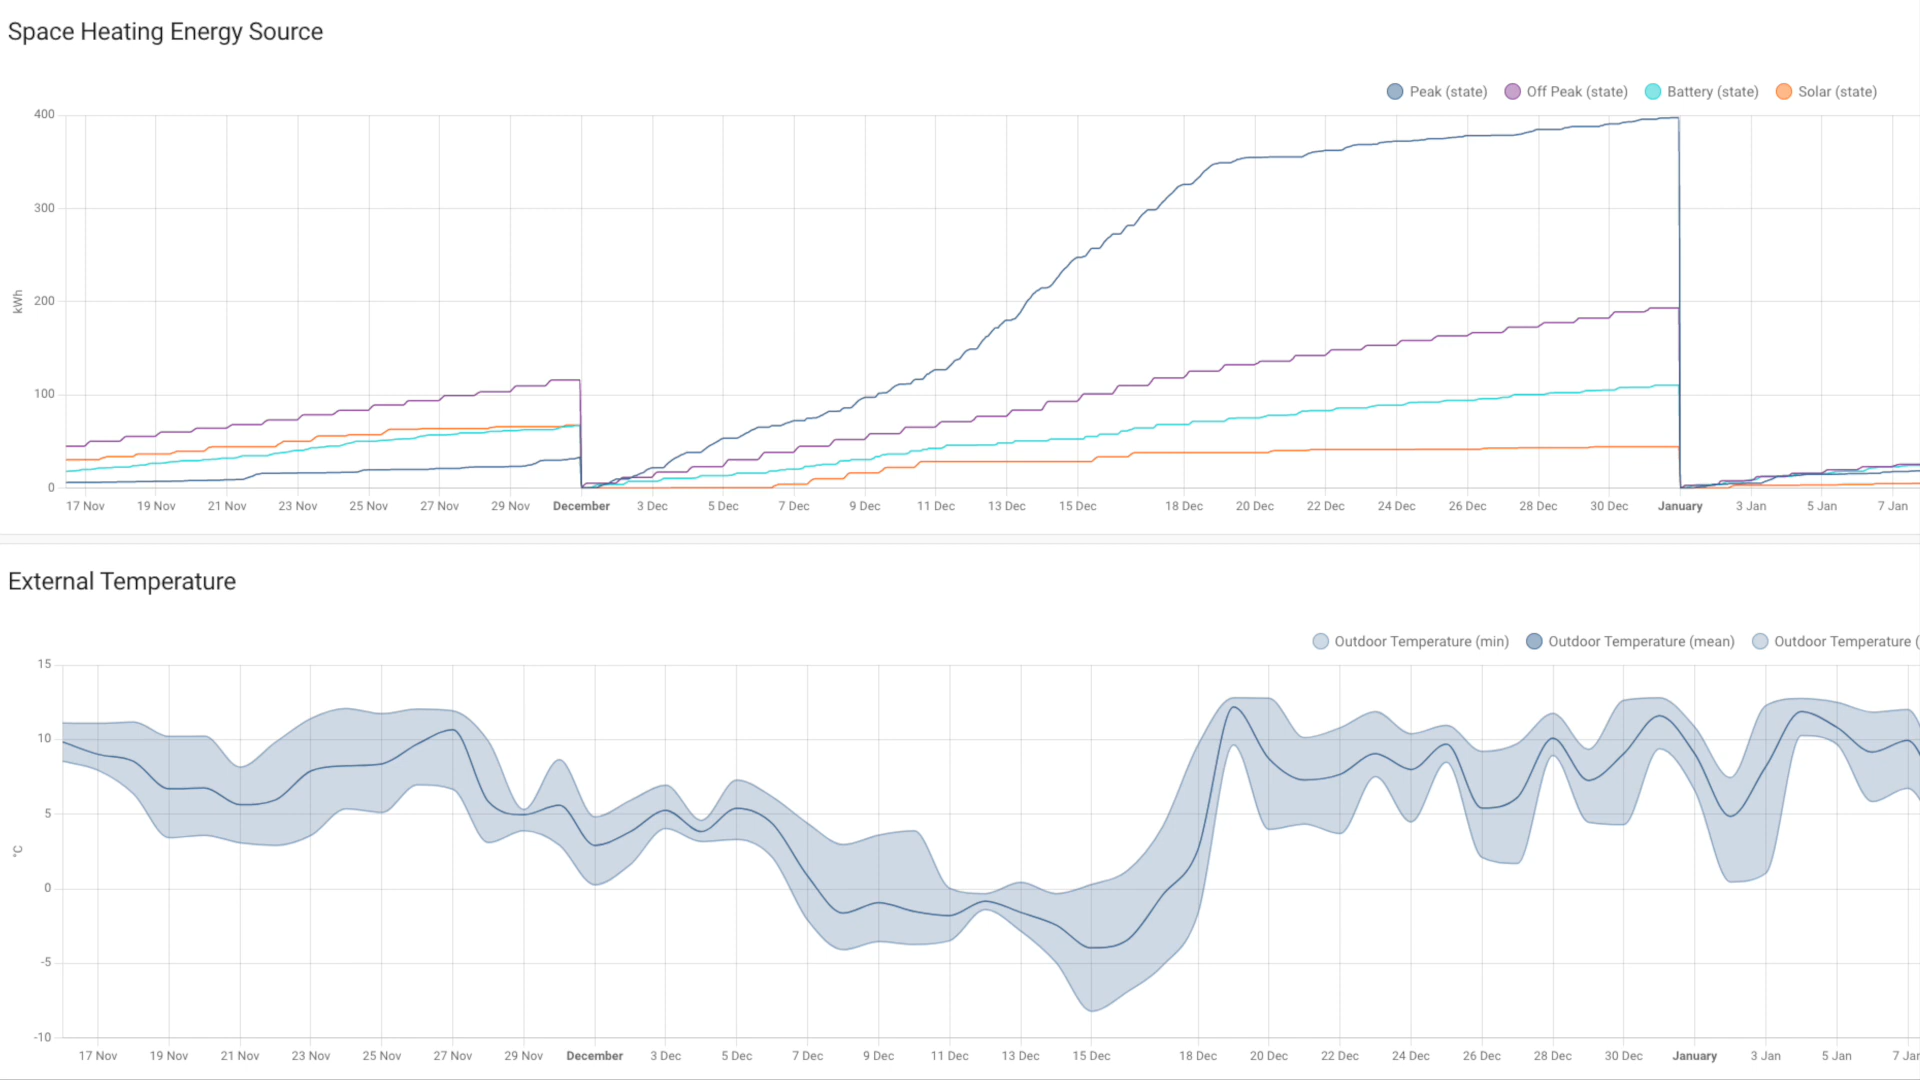 Space Heating Energy Source
Peak (state) Off Peak (state) Battery (state) Solar (state)
400
300
200
100
0
kWh
17 Nov 19 Nov 21 Nov 23 Nov 25 Nov 27 Nov 29 Nov December 3 Dec 5 Dec 7 Dec 9 Dec 11 Dec 13 Dec 15 Dec 18 Dec 20 Dec 22 Dec 24 Dec 26 Dec 28 Dec 30 Dec January 3 Jan 5 Jan 7 Jan
External Temperature
Outdoor Temperature (min) Outdoor Temperature (mean) Outdoor Temperature (
15
10
5
0
-5
-10
°C
17 Nov 19 Nov 21 Nov 23 Nov 25 Nov 27 Nov 29 Nov December 3 Dec 5 Dec 7 Dec 9 Dec 11 Dec 13 Dec 15 Dec 18 Dec 20 Dec 22 Dec 24 Dec 26 Dec 28 Dec 30 Dec January 3 Jan 5 Jan 7 Jan